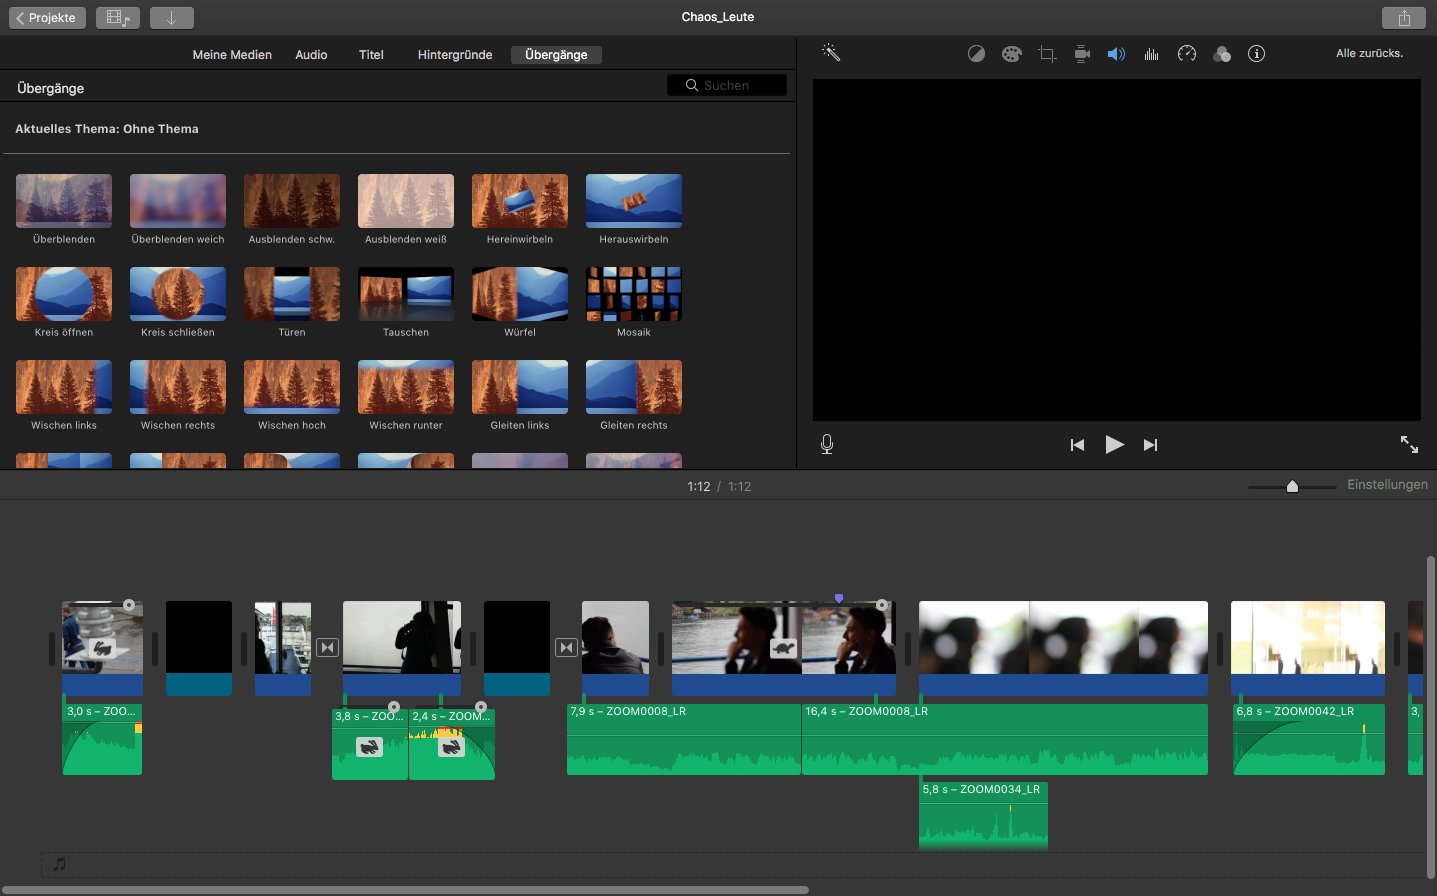 Projekte
Chaos_Leute
Meine Medien Audio Titel Hintergründe Übergänge
Alle zurücks.
Übergänge
Suchen
Aktuelles Thema: Ohne Thema
Überblenden Überblenden weich Ausblenden schw. Ausblenden weiß Hereinwirbeln Herauswirbeln
Kreis öffnen Kreis schließen Türen Tauschen Würfel Mosaik
Wischen links Wischen rechts Wischen hoch Wischen runter Gleiten links Gleiten rechts
1:12 / 1:12
Einstellungen
3,0 s – ZOO...
3,8 s – ZOO...
2,4 s – ZOOM...
7,9 s – ZOOM0008_LR
16,4 s – ZOOM0008_LR
6,8 s – ZOOM0042_LR
3,
5,8 s – ZOOM0034_LR